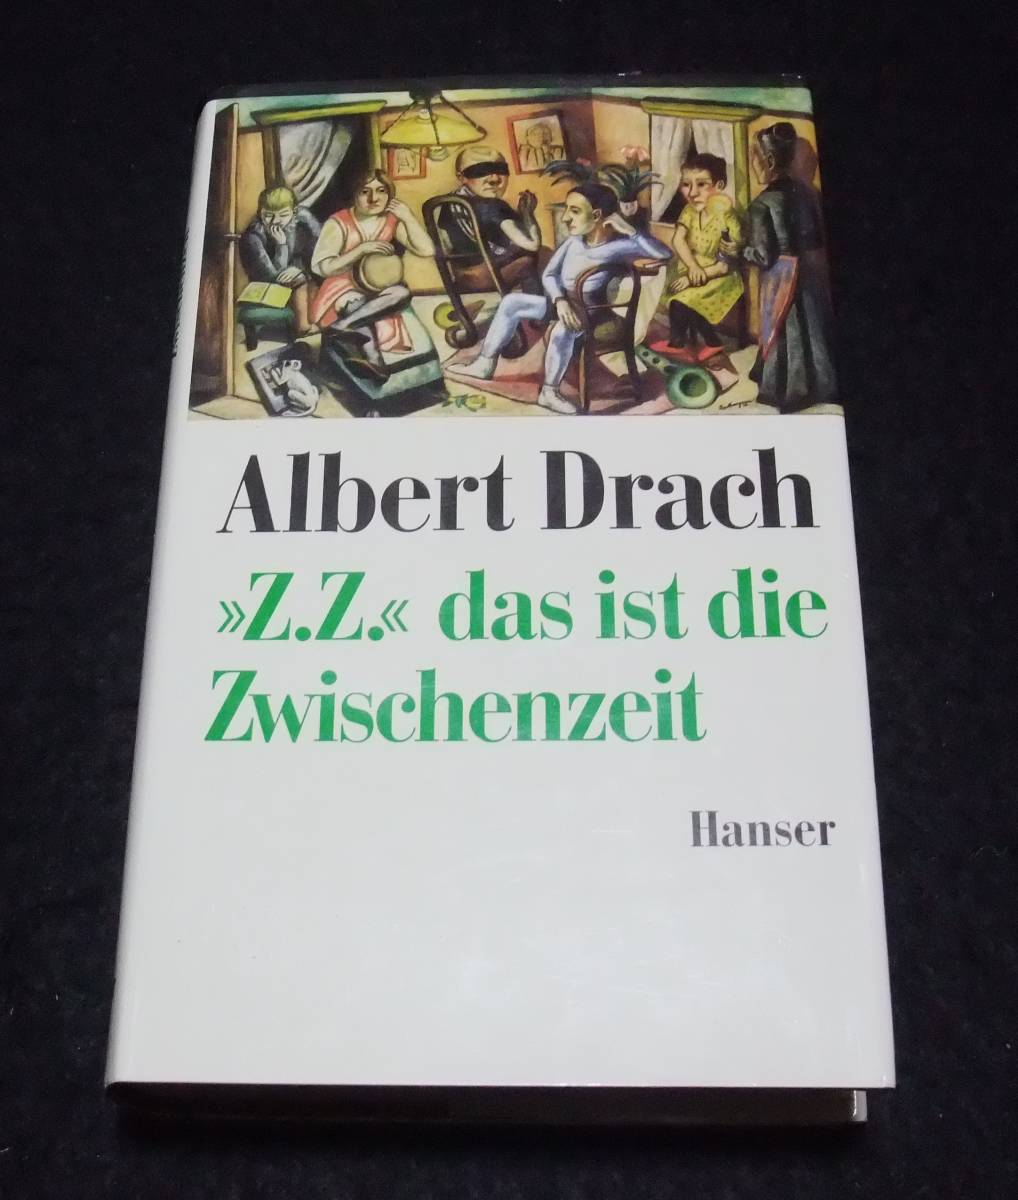 Albert Drach
»Z.Z.« das ist die
Zwischenzeit
Hanser